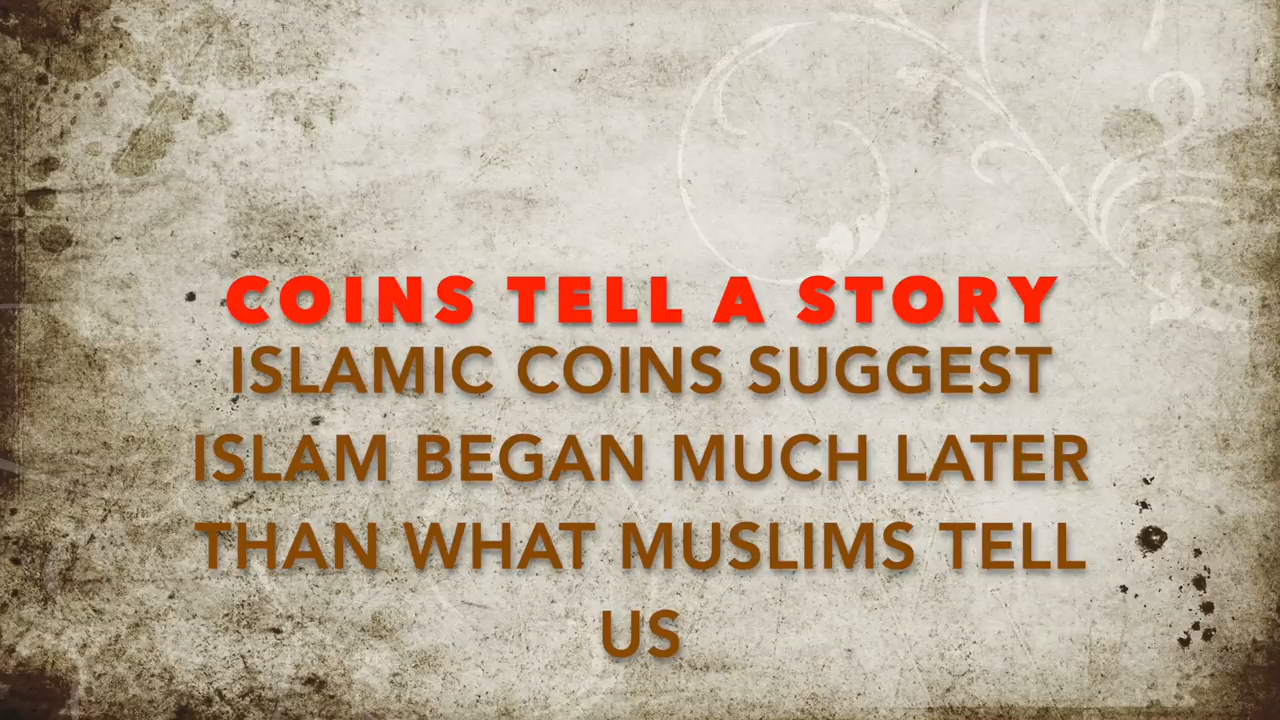 COINS TELL A STORY
ISLAMIC COINS SUGGEST
ISLAM BEGAN MUCH LATER
THAN WHAT MUSLIMS TELL
US